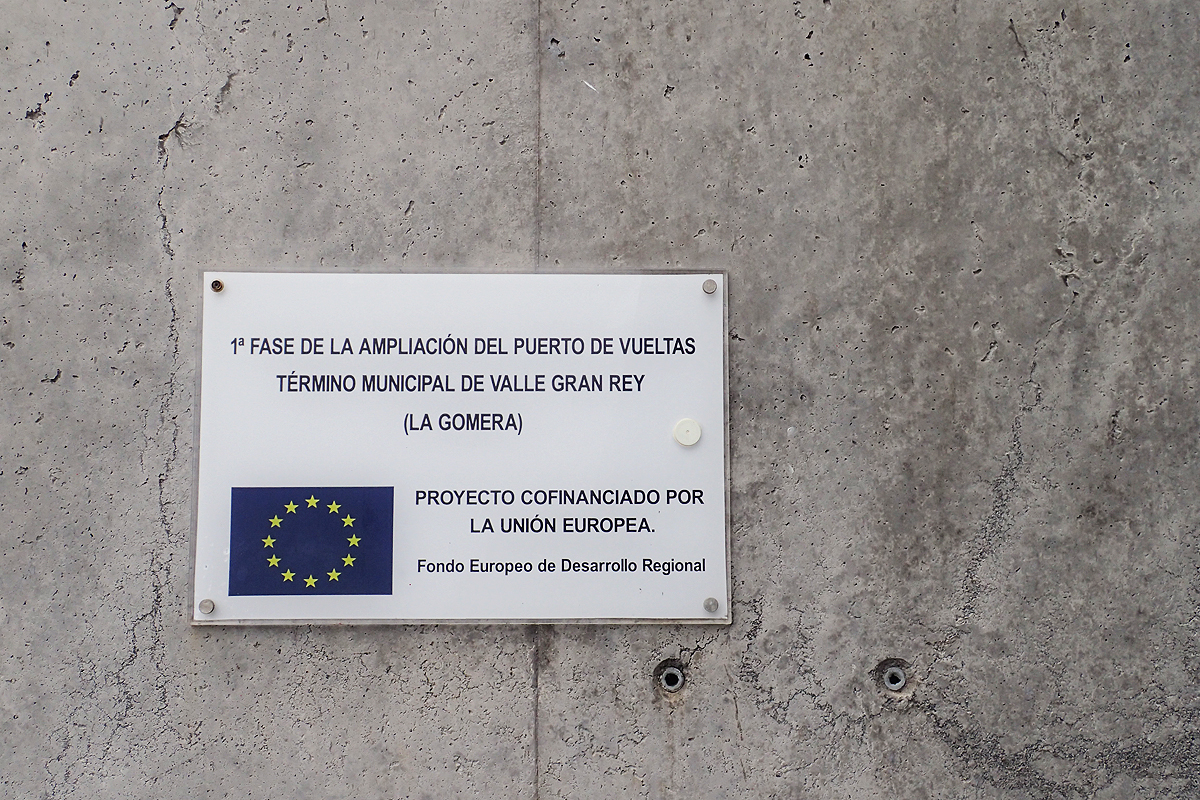 1ª FASE DE LA AMPLIACIÓN DEL PUERTO DE VUELTAS
TÉRMINO MUNICIPAL DE VALLE GRAN REY
(LA GOMERA)
PROYECTO COFINANCIADO POR
LA UNIÓN EUROPEA.
Fondo Europeo de Desarrollo Regional